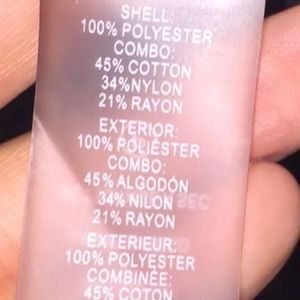 SHELL:
100% POLYESTER
COMBO:
45% COTTON
34%NYLON
21% RAYON
EXTERIOR:
100% POLIÉSTER
COMBO:
45% ALGODÓN
34% NILON
21% RAYON
EXTERIEUR:
100% POLYESTER
COMBINÉE:
45% COTON